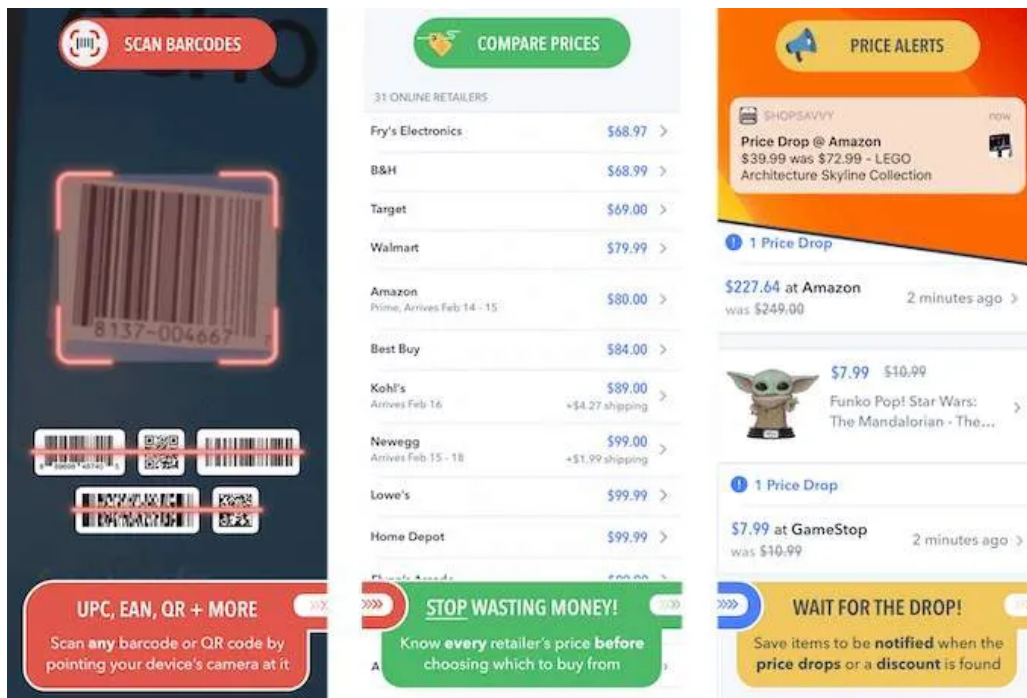 SCAN BARCODES
8137-004667 7
UPC, EAN, QR + MORE
Scan any barcode or QR code by
pointing your device's camera at it
COMPARE PRICES
31 ONLINE RETAILERS
Fry's Electronics $68.97
B&H $68.99
Target $69.00
Walmart $79.99
Amazon $80.00
Prime, Arrives Feb 14 - 15
Best Buy $84.00
Kohl's $89.00
Arrives Feb 16 +$4.27 shipping
Newegg $99.00
Arrives Feb 15 - 18 +$1.99 shipping
Lowe's $99.99
Home Depot $99.99
STOP WASTING MONEY!
Know every retailer's price before
choosing which to buy from
PRICE ALERTS
SHOPSAVVY now
Price Drop @ Amazon
$39.99 was $72.99 - LEGO
Architecture Skyline Collection
1 Price Drop
$227.64 at Amazon 2 minutes ago
was $249.00
$7.99 $10.99
Funko Pop! Star Wars:
The Mandalorian - The...
1 Price Drop
$7.99 at GameStop 2 minutes ago
was $10.99
WAIT FOR THE DROP!
Save items to be notified when the
price drops or a discount is found